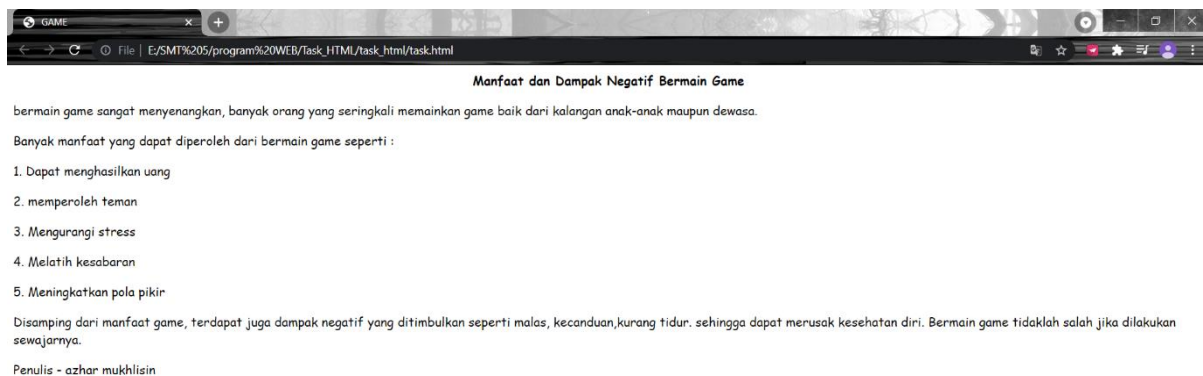 GAME
File | E:/SMT%205/program%20WEB/Task_HTML/task_html/task.html
Manfaat dan Dampak Negatif Bermain Game
bermain game sangat menyenangkan, banyak orang yang seringkali memainkan game baik dari kalangan anak-anak maupun dewasa.
Banyak manfaat yang dapat diperoleh dari bermain game seperti :
1. Dapat menghasilkan uang
2. memperoleh teman
3. Mengurangi stress
4. Melatih kesabaran
5. Meningkatkan pola pikir
Disamping dari manfaat game, terdapat juga dampak negatif yang ditimbulkan seperti malas, kecanduan,kurang tidur. sehingga dapat merusak kesehatan diri. Bermain game tidaklah salah jika dilakukan
sewajarnya.
Penulis - azhar mukhlisin